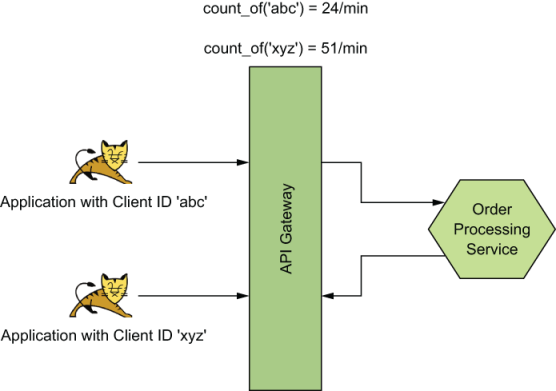 count_of('abc') = 24/min
count_of('xyz') = 51/min
Application with Client ID 'abc'
API Gateway
Order
Processing
Service
Application with Client ID 'xyz'